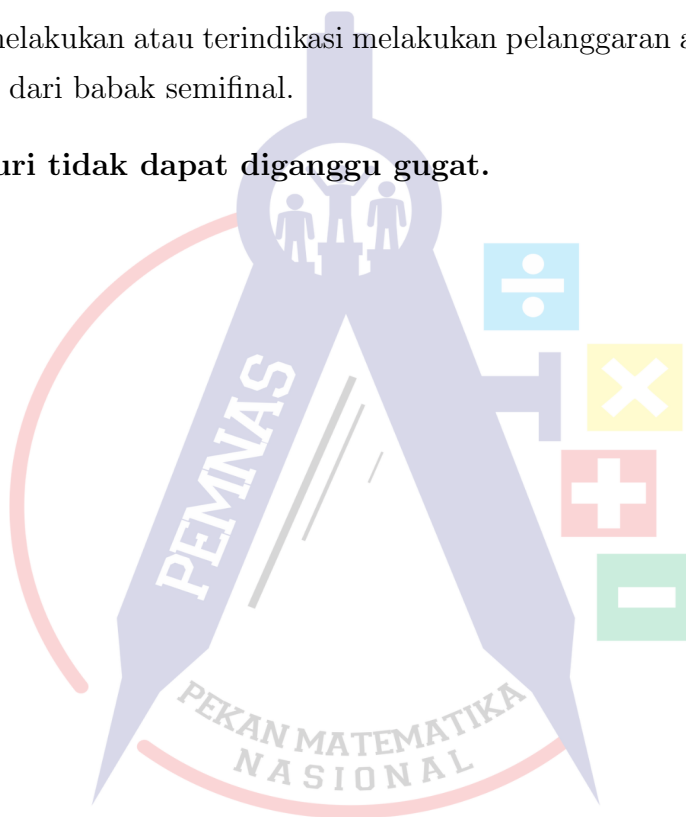 melakukan atau terindikasi melakukan pelanggaran a
dari babak semifinal.
uri tidak dapat diganggu gugat.
PEMNAS
PEKAN MATEMATIKA
NASIONAL